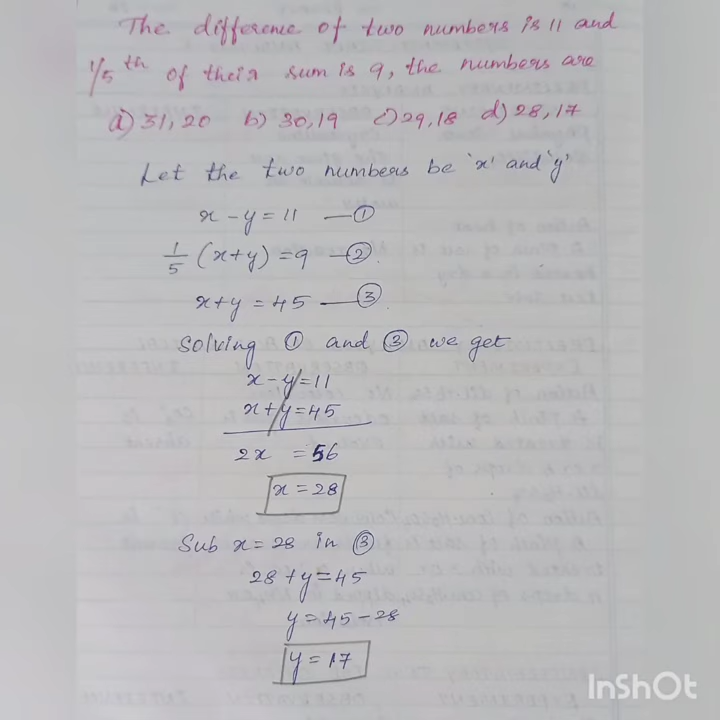 The difference of two numbers is 11 and
1/5 th of their sum is 9, the numbers are
a) 31, 20 b) 30, 19 c) 29, 18 d) 28, 17
Let the two numbers be 'x' and 'y'
x - y = 11 — ①
1/5 (x+y) = 9 — ②
x+y = 45 — ③
Solving ① and ③ we get
x - y = 11
x + y = 45
2x = 56
x = 28
Sub x = 28 in ③
28 + y = 45
y = 45 - 28
y = 17
InShOt